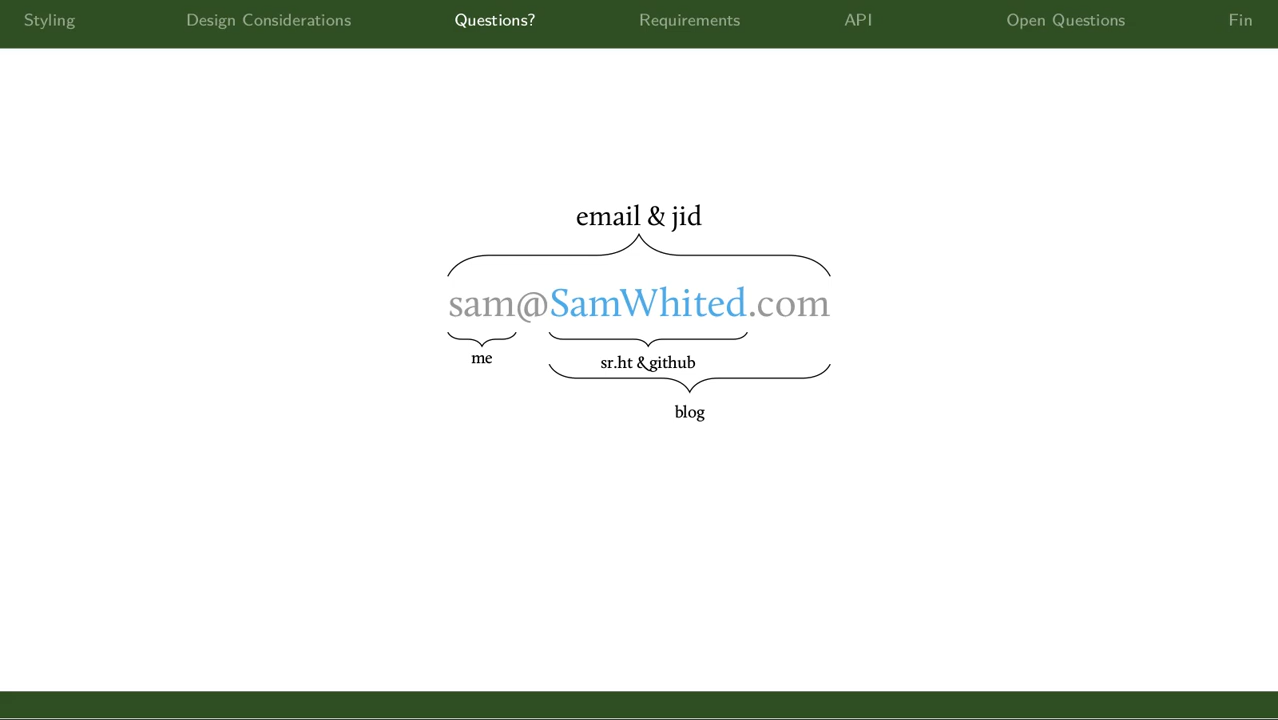 Styling Design Considerations Questions? Requirements API Open Questions Fin
email & jid
sam@SamWhited.com
me
sr.ht & github
blog